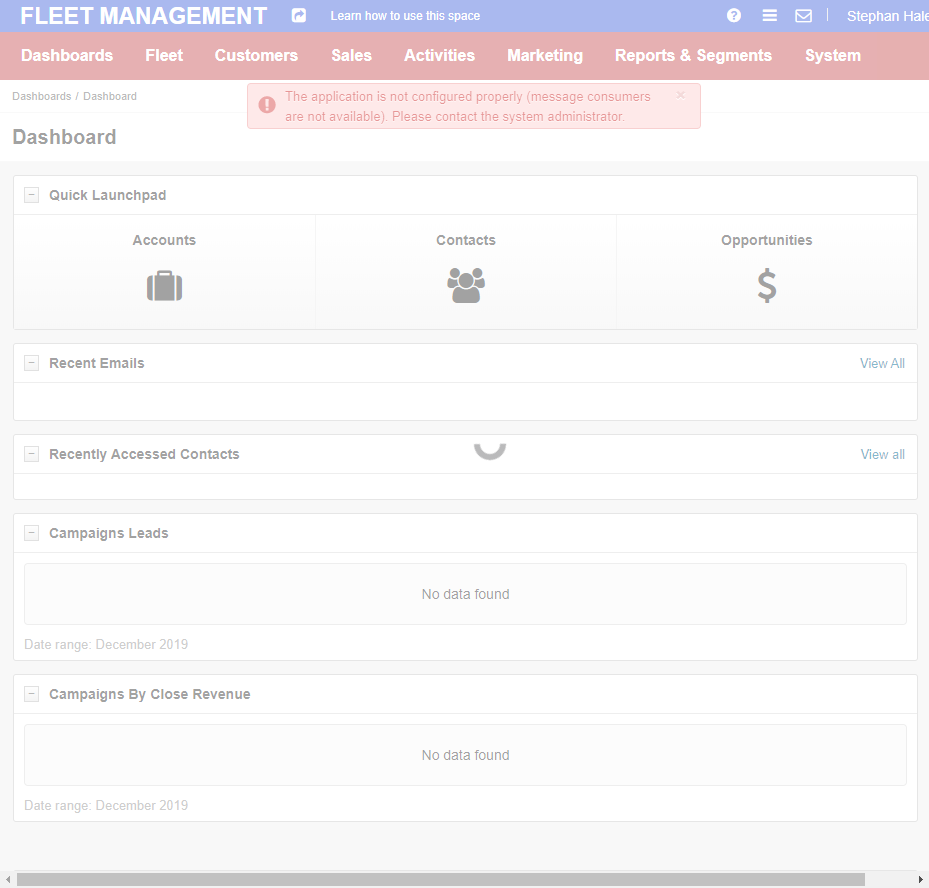 FLEET MANAGEMENT Learn how to use this space Stephan Hale
Dashboards Fleet Customers Sales Activities Marketing Reports & Segments System
Dashboards / Dashboard
The application is not configured properly (message consumers
are not available). Please contact the system administrator.
×
Dashboard
Quick Launchpad
Accounts Contacts Opportunities
Recent Emails View All
Recently Accessed Contacts View all
Campaigns Leads
No data found
Date range: December 2019
Campaigns By Close Revenue
No data found
Date range: December 2019